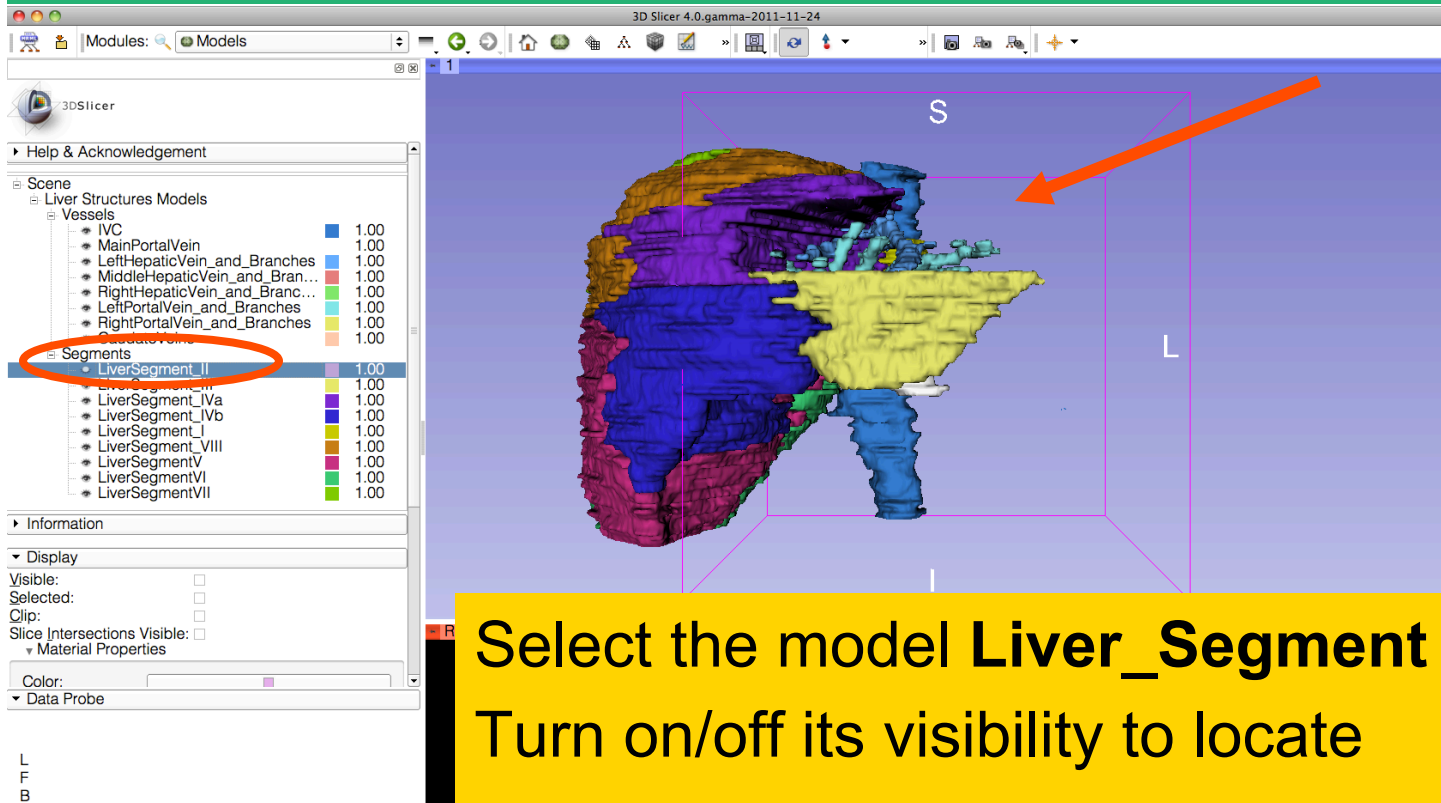 3D Slicer 4.0.gamma-2011-11-24
Modules: Models
1
3DSlicer
Help & Acknowledgement
Scene
Liver Structures Models
Vessels
IVC 1.00
MainPortalVein 1.00
LeftHepaticVein_and_Branches 1.00
MiddleHepaticVein_and_Bran... 1.00
RightHepaticVein_and_Branc... 1.00
LeftPortalVein_and_Branches 1.00
RightPortalVein_and_Branches 1.00
CaudateVeins 1.00
Segments
LiverSegment_II 1.00
LiverSegment_III 1.00
LiverSegment_IVa 1.00
LiverSegment_IVb 1.00
LiverSegment_I 1.00
LiverSegment_VIII 1.00
LiverSegmentV 1.00
LiverSegmentVI 1.00
LiverSegmentVII 1.00
Information
Display
Visible:
Selected:
Clip:
Slice Intersections Visible:
Material Properties
Color:
Data Probe
L
F
B
S
L
I
R
Select the model Liver_Segment
Turn on/off its visibility to locate